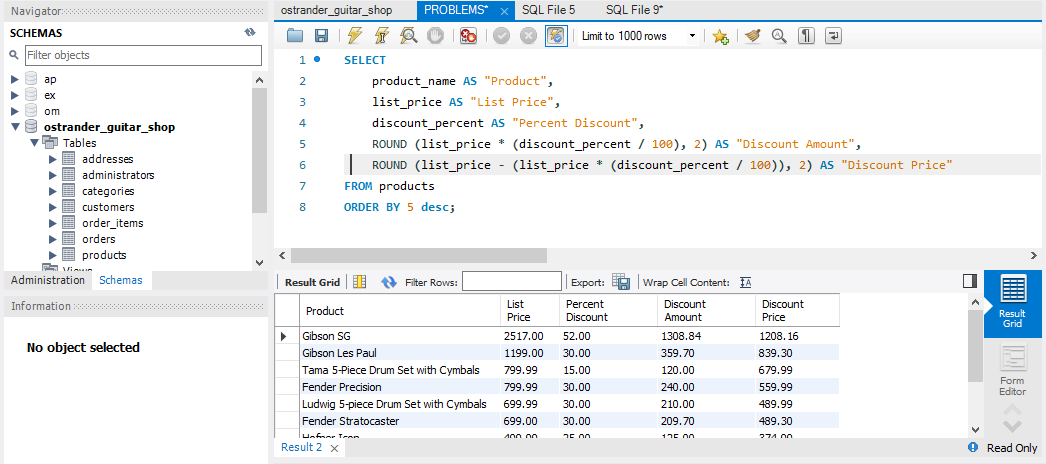 Navigator
SCHEMAS
Filter objects
ap
ex
om
ostrander_guitar_shop
Tables
addresses
administrators
categories
customers
order_items
orders
products
Views
Administration Schemas
Information
No object selected
ostrander_guitar_shop PROBLEMS* × SQL File 5 SQL File 9*
Limit to 1000 rows
1 SELECT
2 product_name AS "Product",
3 list_price AS "List Price",
4 discount_percent AS "Percent Discount",
5 ROUND (list_price * (discount_percent / 100), 2) AS "Discount Amount",
6 ROUND (list_price - (list_price * (discount_percent / 100)), 2) AS "Discount Price"
7 FROM products
8 ORDER BY 5 desc;
Result Grid Filter Rows: Export: Wrap Cell Content: IA
Product List Price Percent Discount Discount Amount Discount Price
Gibson SG 2517.00 52.00 1308.84 1208.16
Gibson Les Paul 1199.00 30.00 359.70 839.30
Tama 5-Piece Drum Set with Cymbals 799.99 15.00 120.00 679.99
Fender Precision 799.99 30.00 240.00 559.99
Ludwig 5-piece Drum Set with Cymbals 699.99 30.00 210.00 489.99
Fender Stratocaster 699.00 30.00 209.70 489.30
Hofner Icon 499.99 25.00 125.00 374.99
Result Grid
Form Editor
Result 2 ×
Read Only